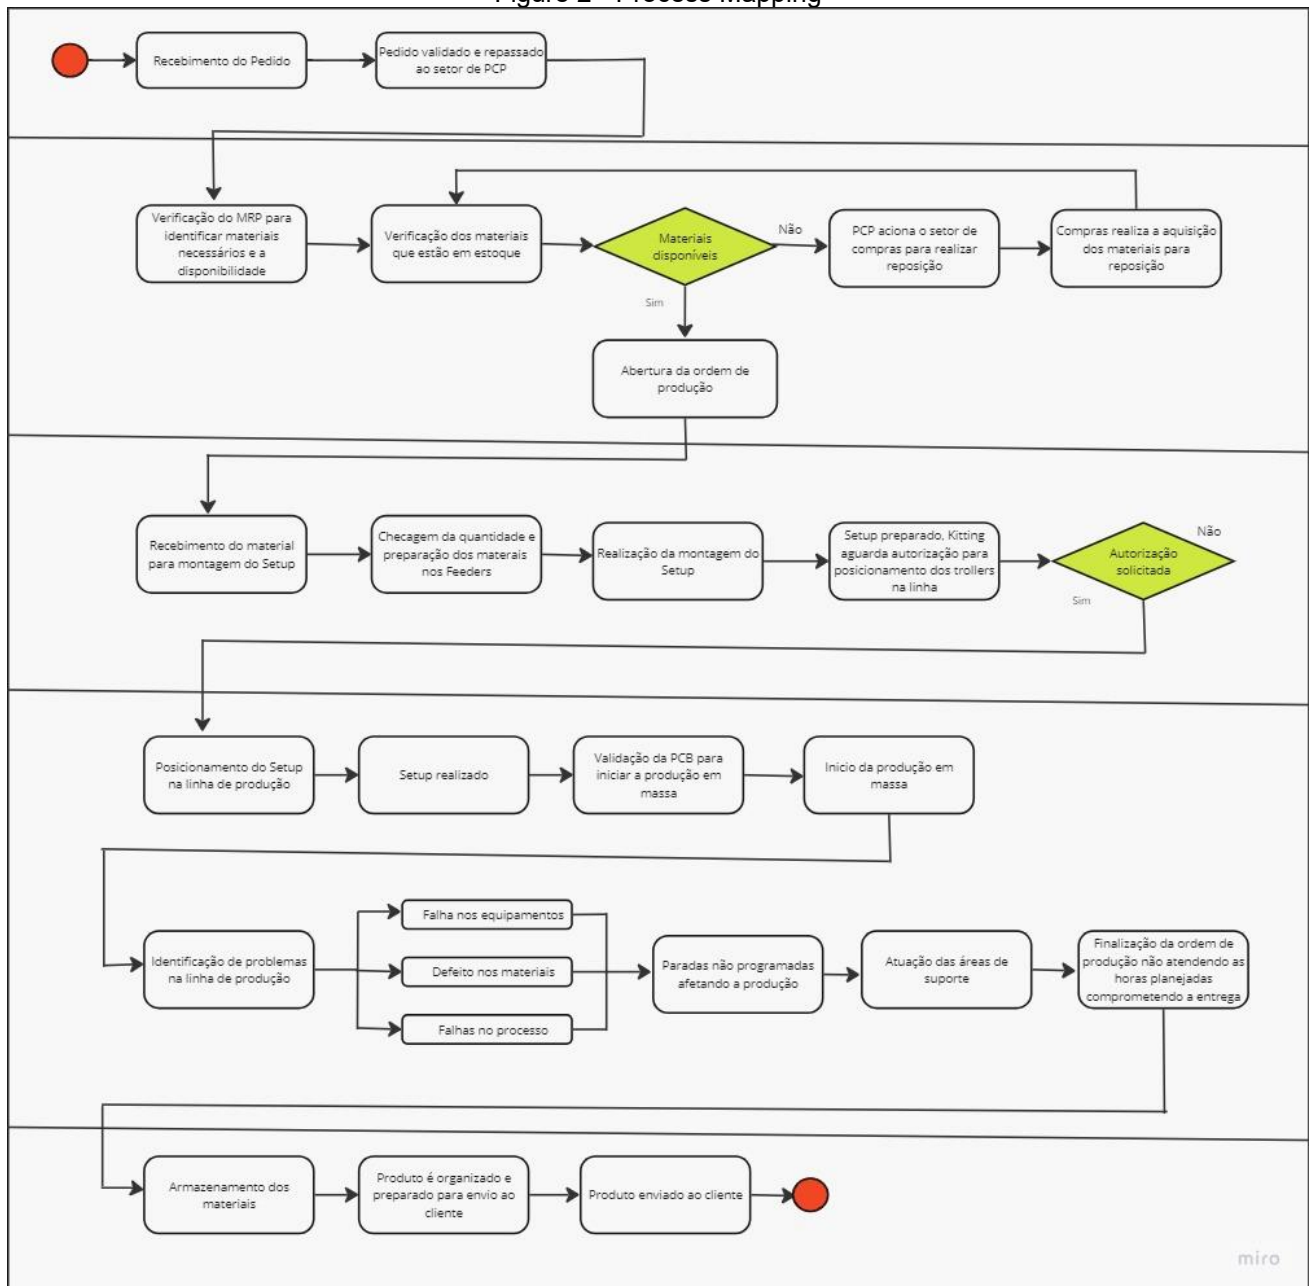 Figure 2 - Process Mapping
Recebimento do Pedido
Pedido validado e repassado
ao setor de PCP
Verificação do MRP para
identificar materiais
necessários e a
disponibilidade
Verificação dos materiais
que estão em estoque
Materiais
disponíveis
Não
PCP aciona o setor de
compras para realizar
reposição
Compras realiza a aquisição
dos materiais para
reposição
Sim
Abertura da ordem de
produção
Recebimento do material
para montagem do Setup
Checagem da quantidade e
preparação dos materais
nos Feeders
Realização da montagem do
Setup
Setup preparado, Kitting
aguarda autorização para
posicionamento dos trollers
na linha
Autorização
solicitada
Não
Sim
Posicionamento do Setup
na linha de produção
Setup realizado
Validação da PCB para
iniciar a produção em
massa
Inicio da produção em
massa
Identificação de problemas
na linha de produção
Falha nos equipamentos
Defeito nos materiais
Falhas no processo
Paradas não programadas
afetando a produção
Atuação das áreas de
suporte
Finalização da ordem de
produção não atendendo as
horas planejadas
comprometendo a entrega
Armazenamento dos
materiais
Produto é organizado e
preparado para envio ao
cliente
Produto enviado ao cliente
miro